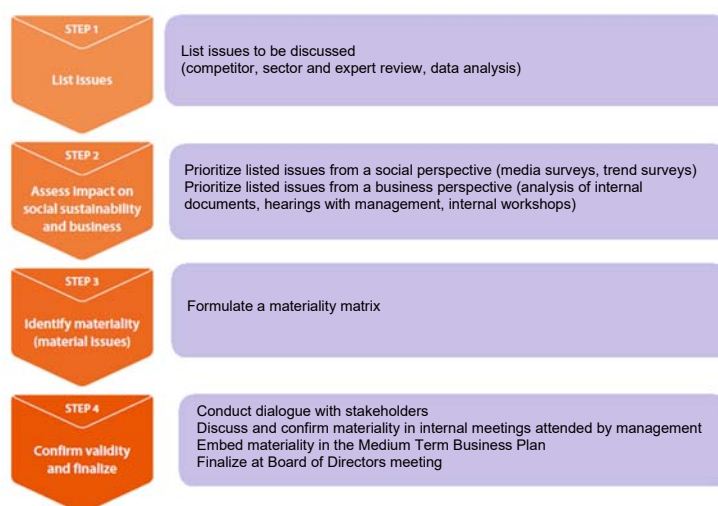 STEP 1
List issues
List issues to be discussed
(competitor, sector and expert review, data analysis)
STEP 2
Assess impact on
social sustainability
and business
Prioritize listed issues from a social perspective (media surveys, trend surveys)
Prioritize listed issues from a business perspective (analysis of internal
documents, hearings with management, internal workshops)
STEP 3
Identify materiality
(material issues)
Formulate a materiality matrix
STEP 4
Confirm validity
and finalize
Conduct dialogue with stakeholders
Discuss and confirm materiality in internal meetings attended by management
Embed materiality in the Medium Term Business Plan
Finalize at Board of Directors meeting